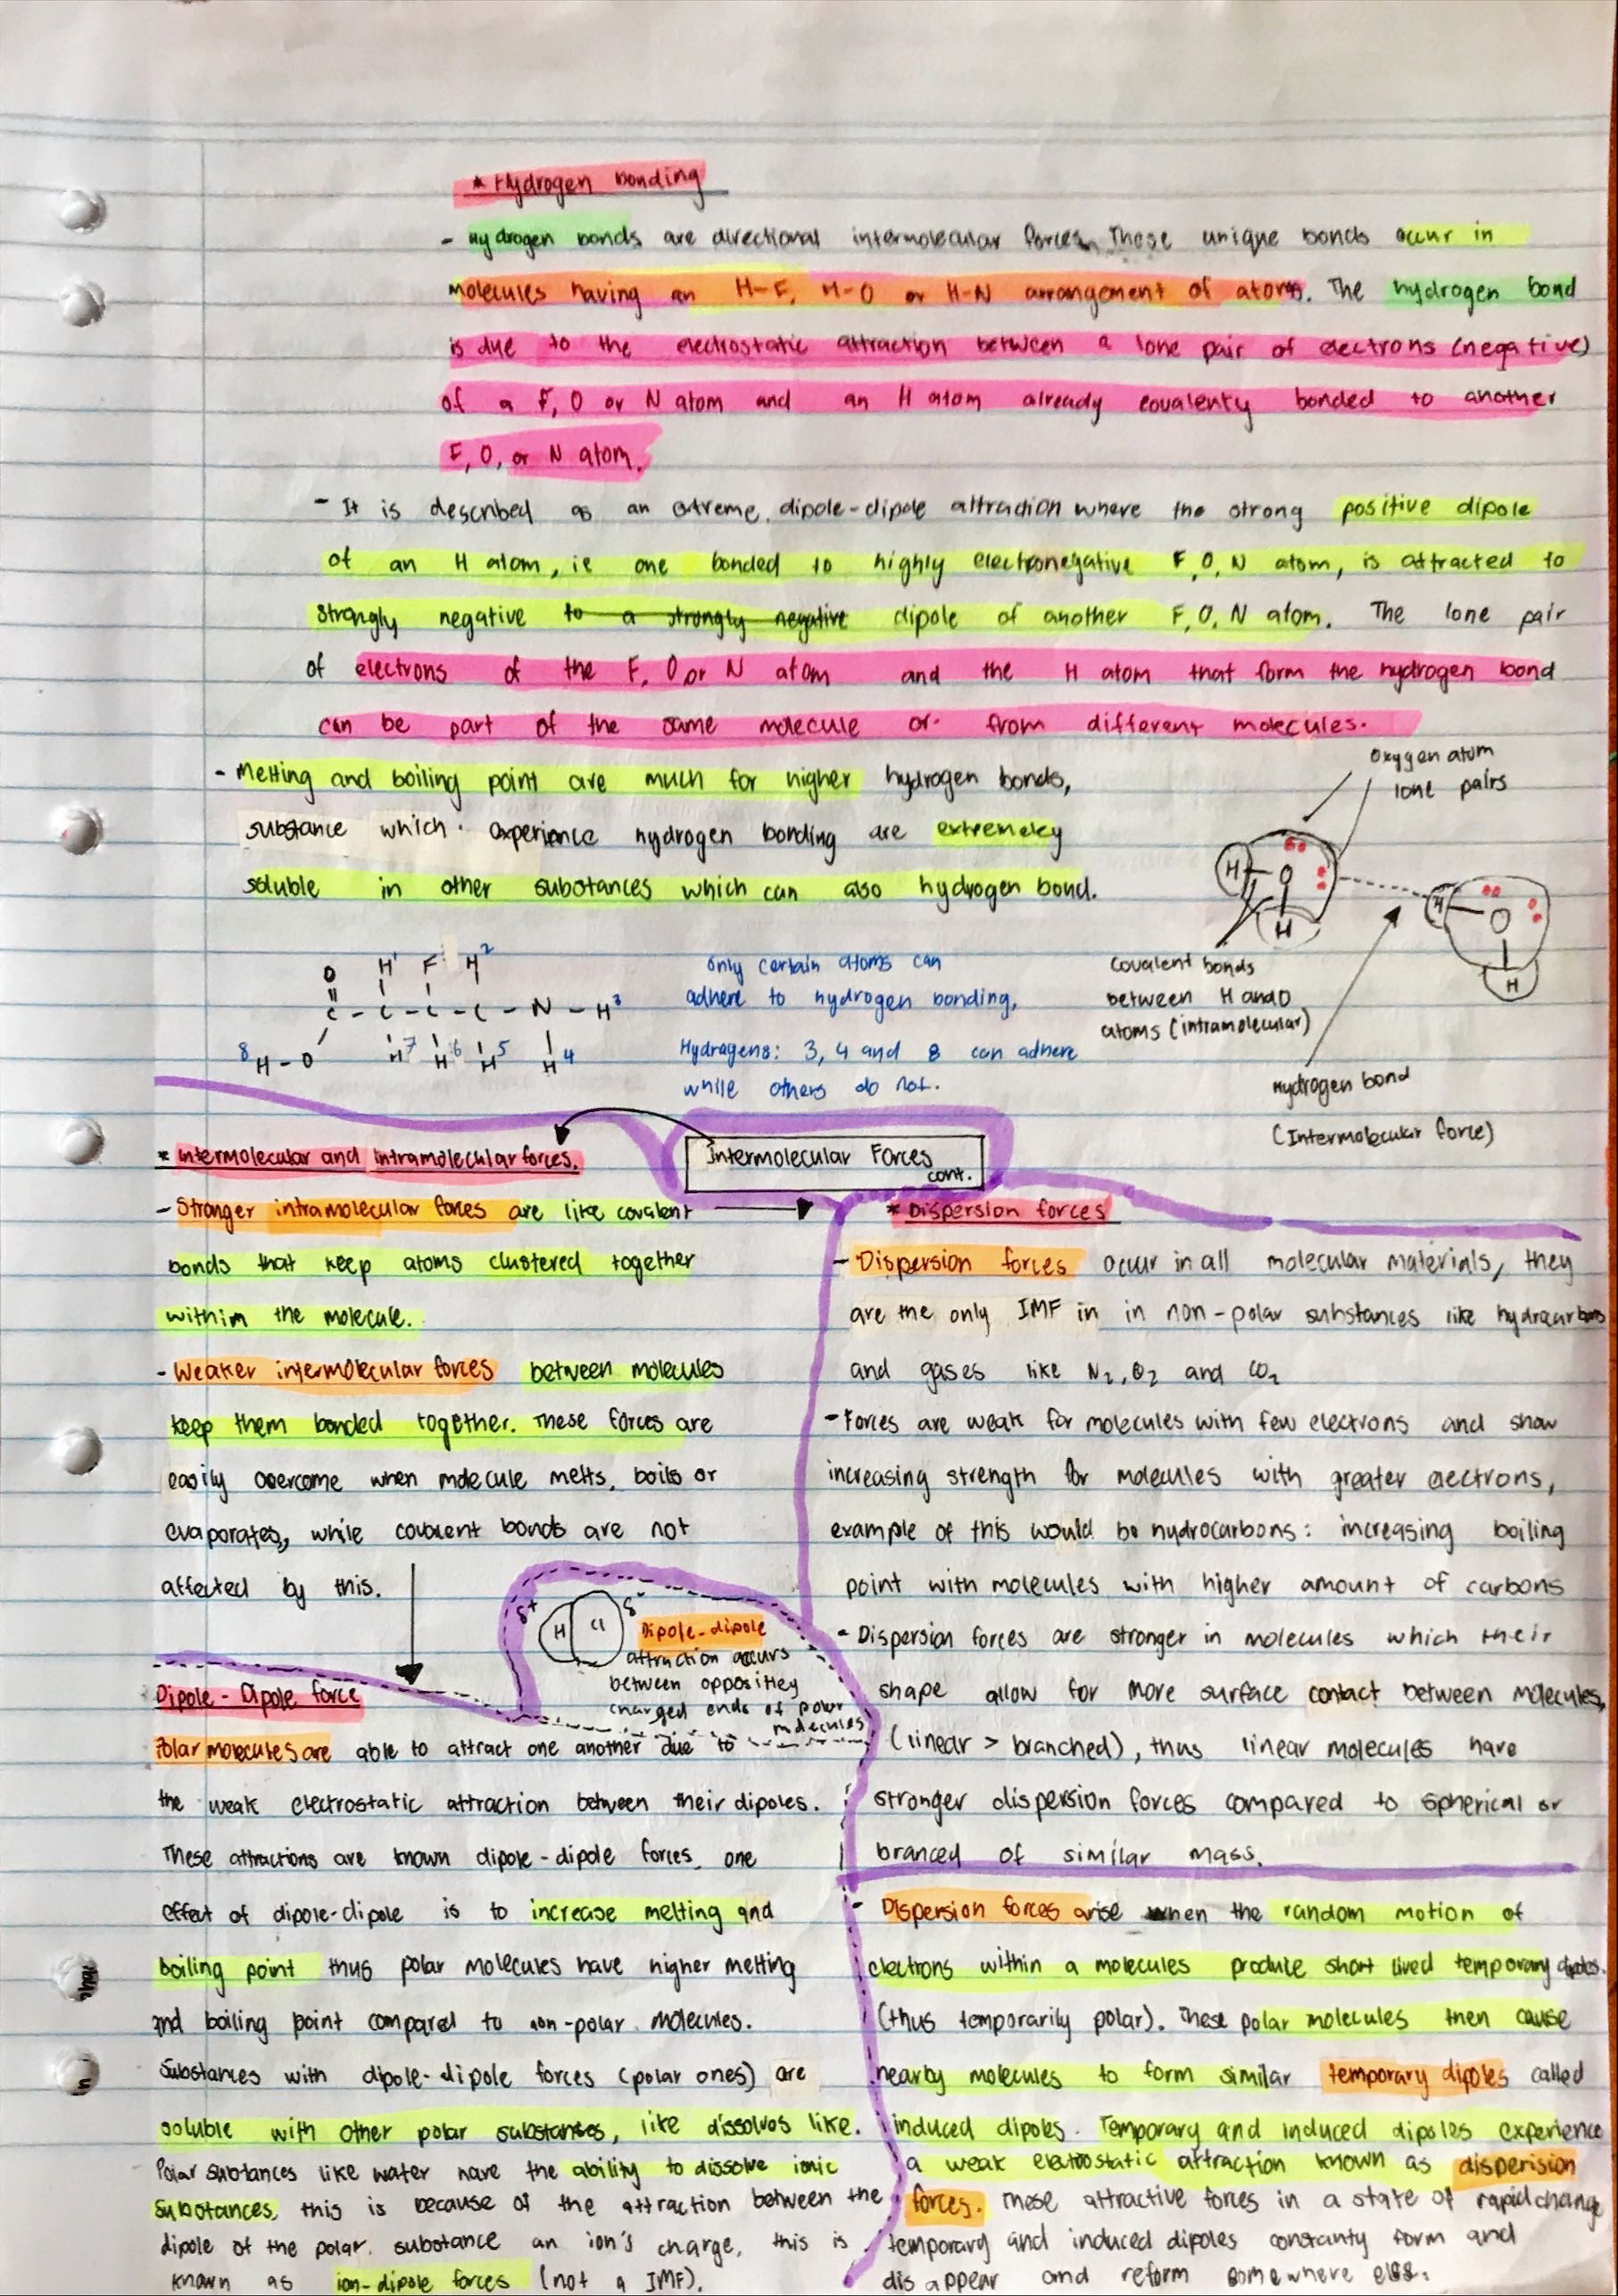 * Hydrogen bonding
- Hydrogen bonds are directional intermolecular forces. These unique bonds occur in
molecules having an H-F, H-O or H-N arrangement of atoms. The hydrogen bond
is due to the electrostatic attraction between a lone pair of electrons (negative)
of a F, O or N atom and an H atom already covalenty bonded to another
F, O, or N atom.
- It is described as an extreme dipole-dipole attraction where the strong positive dipole
of an H atom, ie one bonded to highly electronegative F, O, N atom, is attracted to
strongly negative to a strongly negative dipole of another F, O, N atom. The lone pair
of electrons of the F, O or N atom and the H atom that form the hydrogen bond
can be part of the same molecule or from different molecules.
- Melting and boiling point are much for higher hydrogen bonds,
substance which experience hydrogen bonding are extremeley
soluble in other substances which can also hydrogen bond.
oxygen atom
lone pairs
H - O
H
H - O
H
covalent bonds
between H and O
atoms (intramolecular)
Hydrogen bond
(Intermolecular force)
O H1 F H2
C - C - C - C - N - H3
8 H - O H7 H6 H5 H4
only certain atoms can
adhere to hydrogen bonding,
Hydrogens: 3, 4 and 8 can adhere
while others do not.
Intermolecular Forces
cont.
* Intermolecular and intramolecular forces.
- Stronger intramolecular forces are like covalent
bonds that keep atoms clustered together
within the molecule.
- Weaker intermolecular forces between molecules
keep them bonded together. These forces are
easily overcome when molecule melts, boils or
evaporates, while covalent bonds are not
affected by this.
δ+ H Cl δ-
Dipole-dipole
attraction occurs
between oppositley
charged ends of polar
molecules
Dipole - Dipole force
Polar molecules are able to attract one another due to
the weak electrostatic attraction between their dipoles.
These attractions are known dipole-dipole forces, one
effect of dipole-dipole is to increase melting and
boiling point thus polar molecules have higher melting
and boiling point compared to non-polar molecules.
Substances with dipole-dipole forces (polar ones) are
soluble with other polar substances, like dissolves like.
Polar substances like water have the ability to dissolve ionic
substances, this is because of the attraction between the
dipole of the polar substance an ion's charge, this is
known as ion-dipole forces (not a IMF).
* Dispersion forces
- Dispersion forces occur in all molecular materials, they
are the only IMF in in non-polar substances like hydrocarbons
and gases like N2, O2 and CO2
- Forces are weak for molecules with few electrons and show
increasing strength for molecules with greater electrons,
example of this would be hydrocarbons: increasing boiling
point with molecules with higher amount of carbons
- Dispersion forces are stronger in molecules which their
shape allow for more surface contact between molecules,
(linear > branched), thus linear molecules have
stronger dispersion forces compared to spherical or
branced of similar mass.
- Dispersion forces arise when the random motion of
electrons within a molecules produce short lived temporary dipoles.
(thus temporarily polar). These polar molecules then cause
nearby molecules to form similar temporary dipoles called
induced dipoles. Temporary and induced dipoles experience
a weak electrostatic attraction known as disperision
forces. These attractive forces in a state of rapid change
temporary and induced dipoles constanty form and
disappear and reform somewhere else.